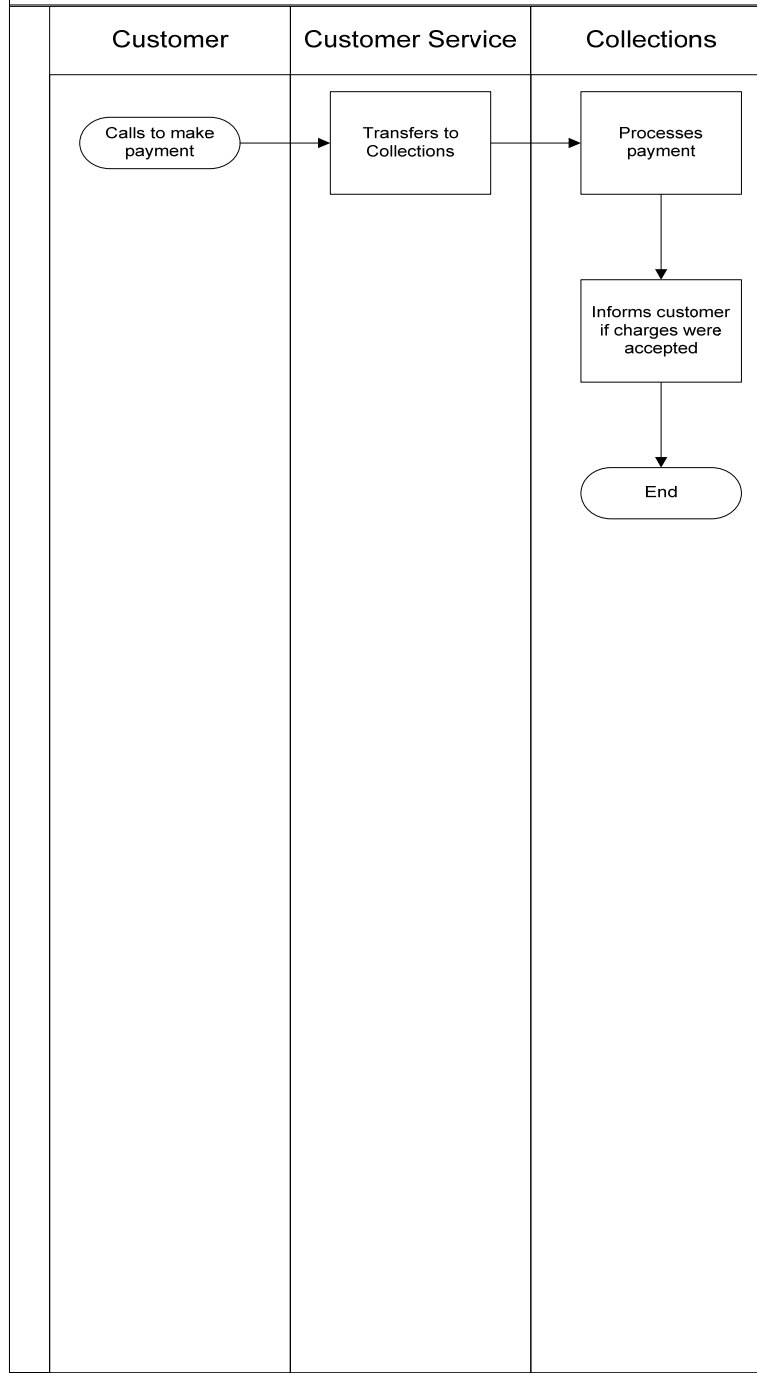 Customer
Customer Service
Collections
Calls to make
payment
Transfers to
Collections
Processes
payment
Informs customer
if charges were
accepted
End